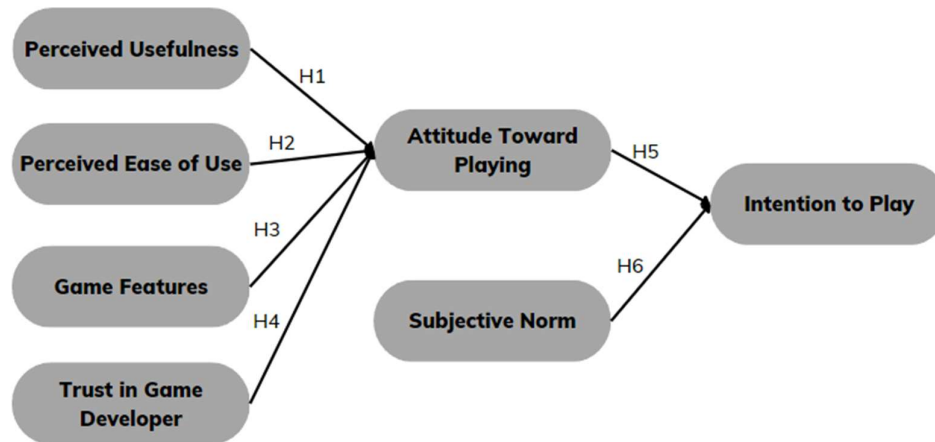 Perceived Usefulness
H1
Perceived Ease of Use
H2
Attitude Toward
Playing
H5
Intention to Play
H3
Game Features
H6
H4
Subjective Norm
Trust in Game
Developer